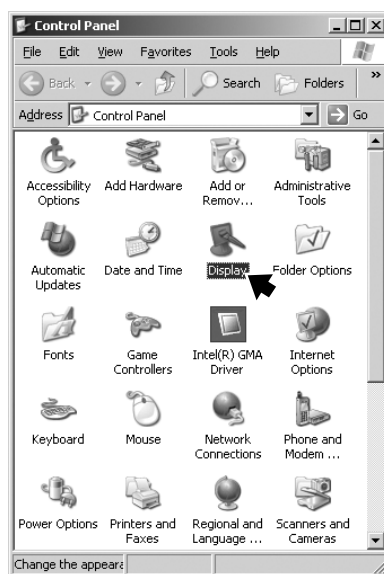 Control Panel
File Edit View Favorites Tools Help
Back Search Folders »
Address Control Panel Go
Accessibility Options Add Hardware Add or Remov... Administrative Tools
Automatic Updates Date and Time Display Folder Options
Fonts Game Controllers Intel(R) GMA Driver Internet Options
Keyboard Mouse Network Connections Phone and Modem ...
Power Options Printers and Faxes Regional and Language ... Scanners and Cameras
Change the appeara